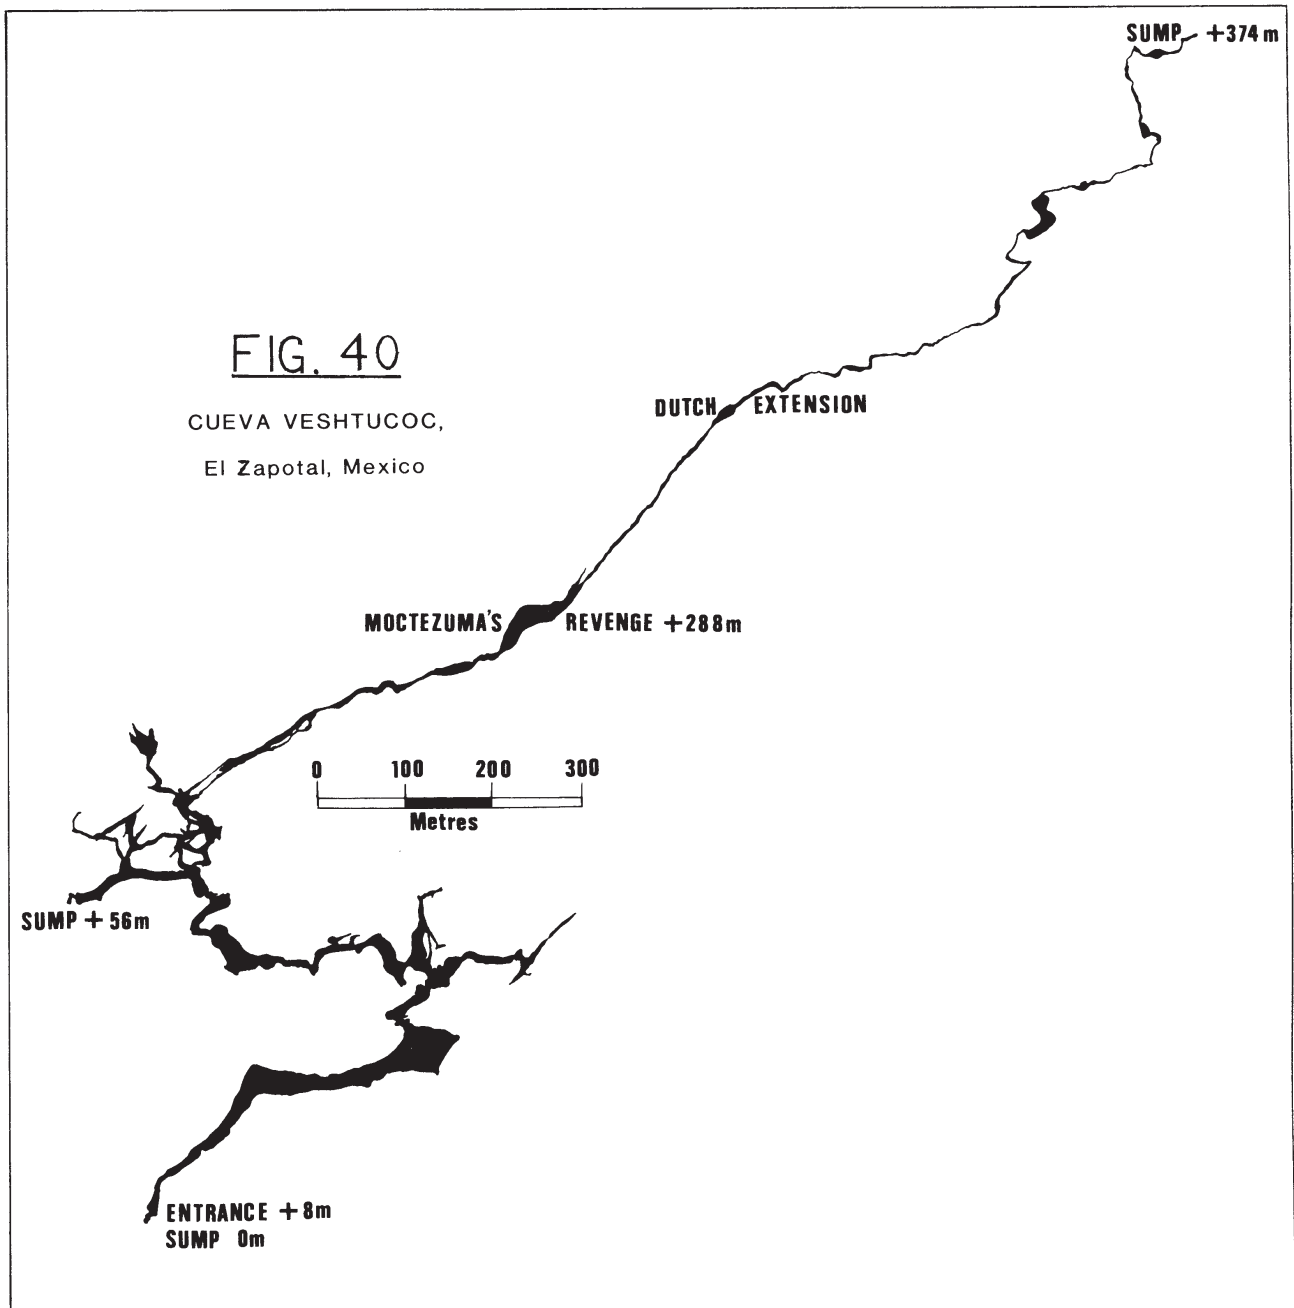 SUMP +374m
FIG. 40
CUEVA VESHTUCOC,
El Zapotal, Mexico
DUTCH EXTENSION
MOCTEZUMA'S REVENGE +288m
0 100 200 300
Metres
SUMP +56m
ENTRANCE +8m
SUMP 0m